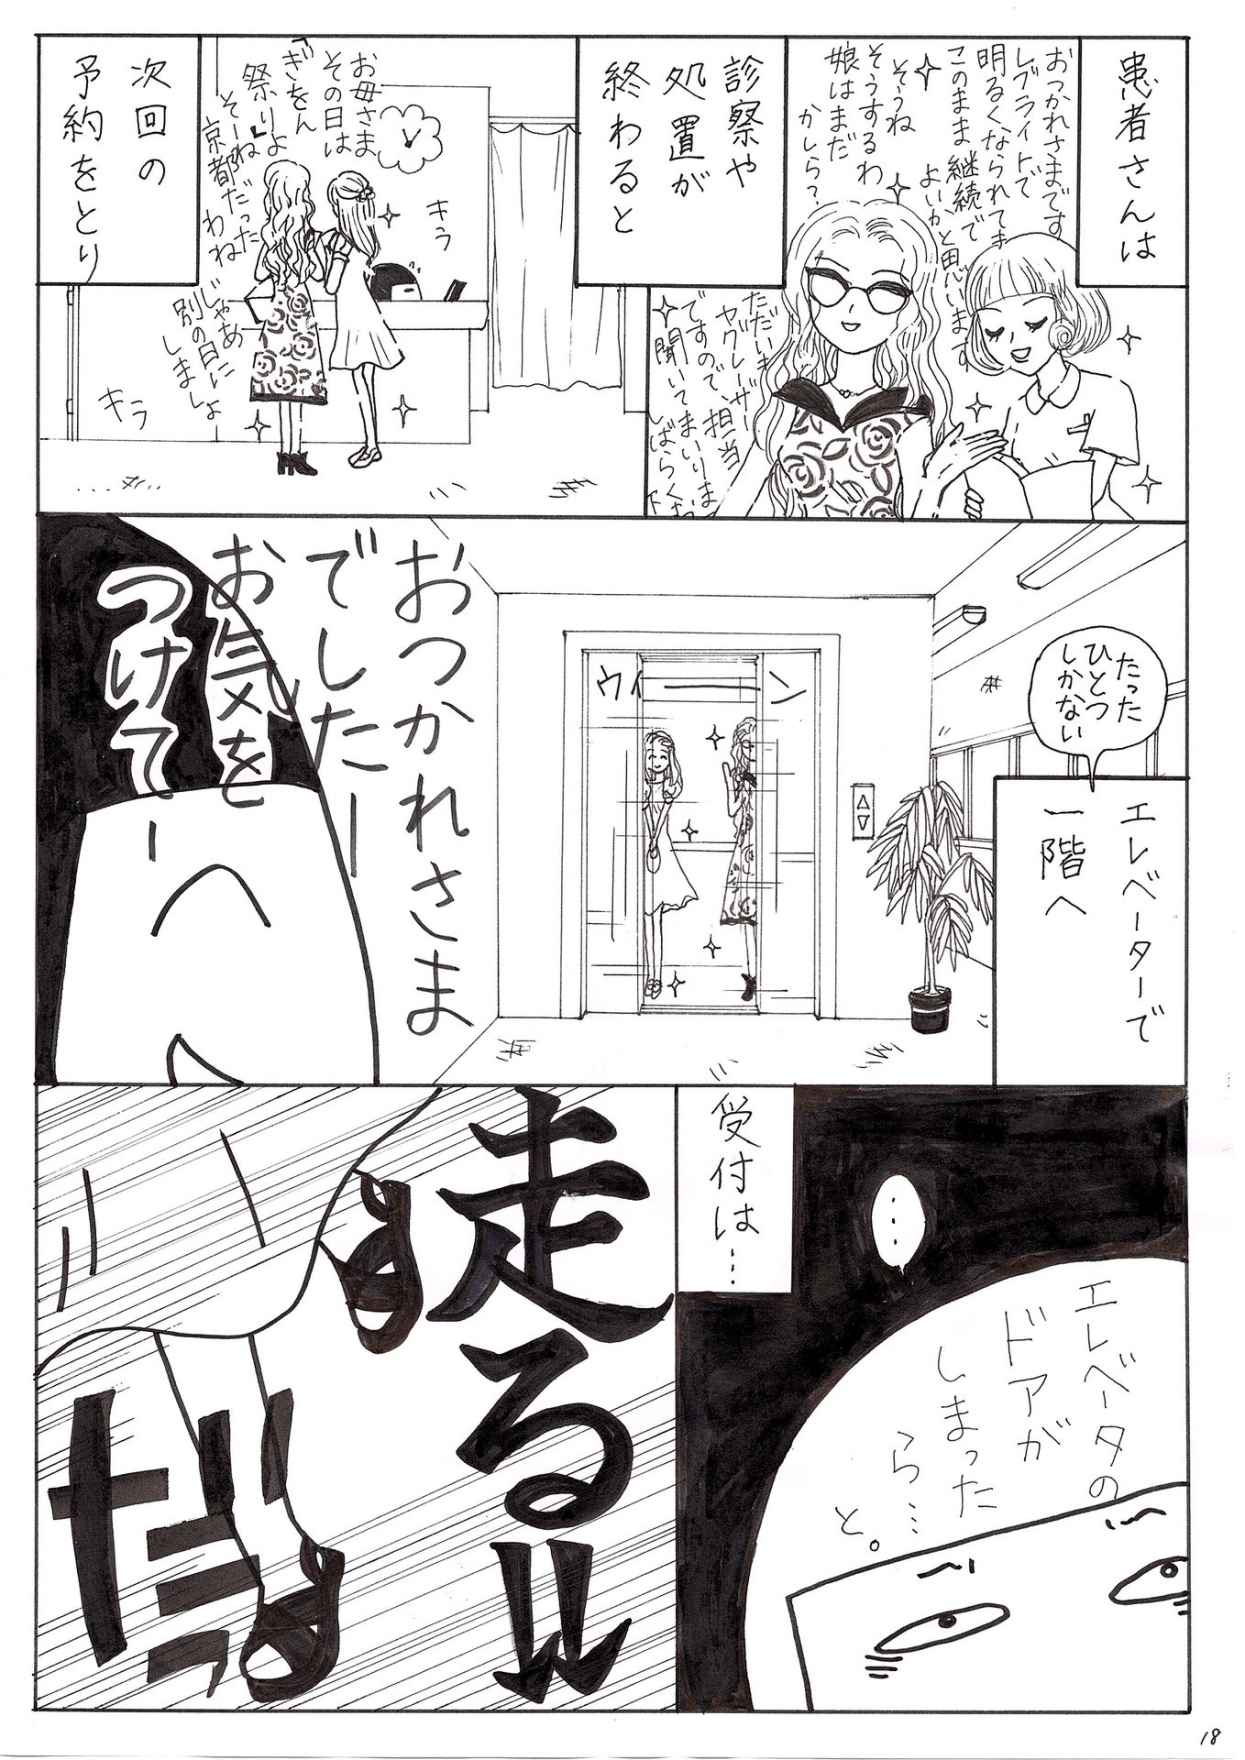 患者さんは
おつかれさまです
レブライトで
明るくなられてま
このまま継続で
よいかと思います
そうね
そうするわ
娘はまだ
かしら？
ただいま
ヤグレーザー
ですので、担当
聞いてまいりま
しばらくお
診察や
処置が
終わると
お母さま
その日は
「ぎをん
祭りよ」
そーね
京都だった
わね
じゃあ
別の日に
しましょ
キラ
キラ
次回の
予約をとり
たった
ひとつ
しかない
エレベーターで
一階へ
ウィーーン
おつかれさま
でしたー
お気を
つけてー
受付は…
…
エレベータの
ドアが
しまった
ら…
と。
走る!!
だっ
18